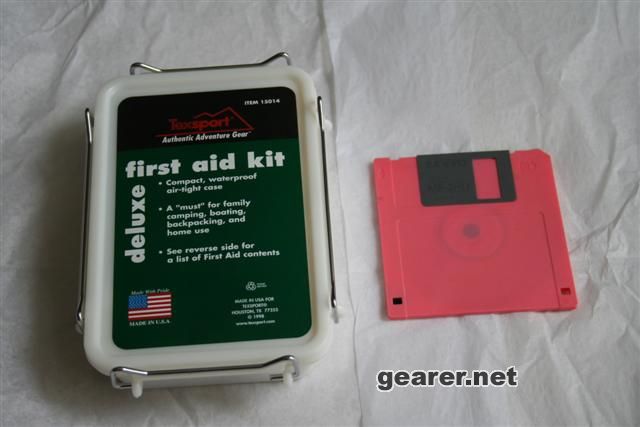 ITEM 15014
Texsport
Authentic Adventure Gear
deluxe
first aid kit
• Compact, waterproof
air-tight case
• A "must" for family
camping, boating,
backpacking, and
home use
• See reverse side for
a list of First Aid contents
Made With Pride
MADE IN U.S.A.
MADE IN USA FOR
TEXSPORT®
HOUSTON, TX 77255
© 1998
www.texsport.com
gearer.net